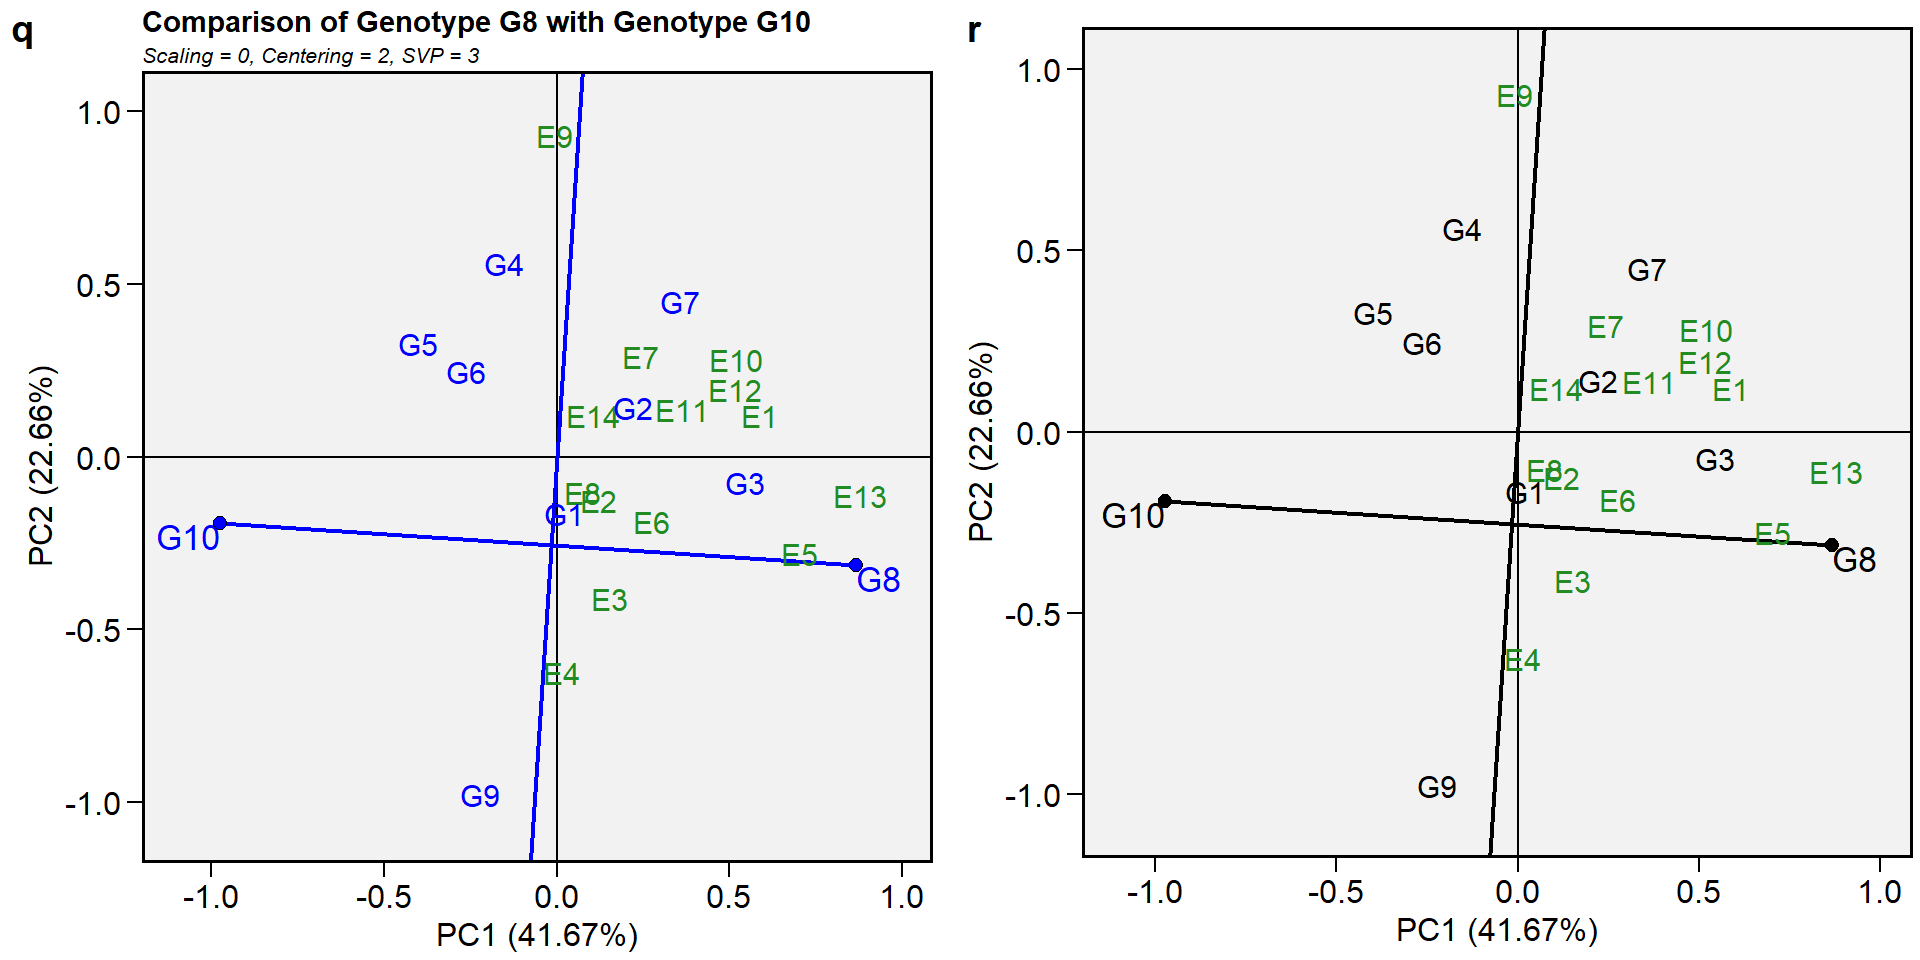 q
Comparison of Genotype G8 with Genotype G10
Scaling = 0, Centering = 2, SVP = 3
1.0
0.5
0.0
-0.5
-1.0
PC2 (22.66%)
E9
G4
G7
G5
G6
E7
E10
E12
E14
G2
E11
E1
G3
E13
E8
E2
G1
E6
G10
E5
G8
E3
E4
G9
-1.0
-0.5
0.0
0.5
1.0
PC1 (41.67%)
r
1.0
0.5
0.0
-0.5
-1.0
PC2 (22.66%)
E9
G4
G7
G5
G6
E7
E10
E12
E14
G2
E11
E1
G3
E13
E8
E2
G1
E6
G10
E5
G8
E3
E4
G9
-1.0
-0.5
0.0
0.5
1.0
PC1 (41.67%)